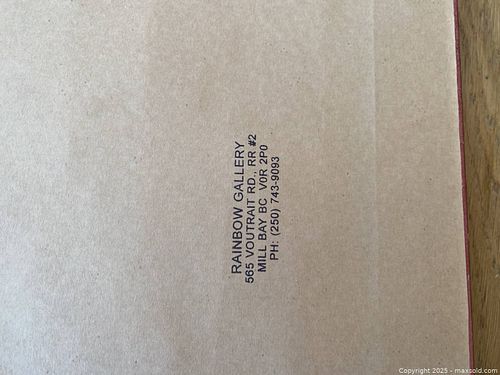 RAINBOW GALLERY
565 VOUTRAIT RD., RR #2
MILL BAY BC V0R 2P0
PH: (250) 743-9093
Copyright 2025 - maxsold.com